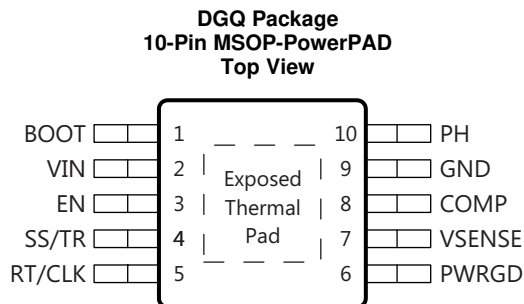 DGQ Package
10-Pin MSOP-PowerPAD
Top View
BOOT 1 10 PH
VIN 2 9 GND
EN 3 8 COMP
SS/TR 4 7 VSENSE
RT/CLK 5 6 PWRGD
Exposed
Thermal
Pad